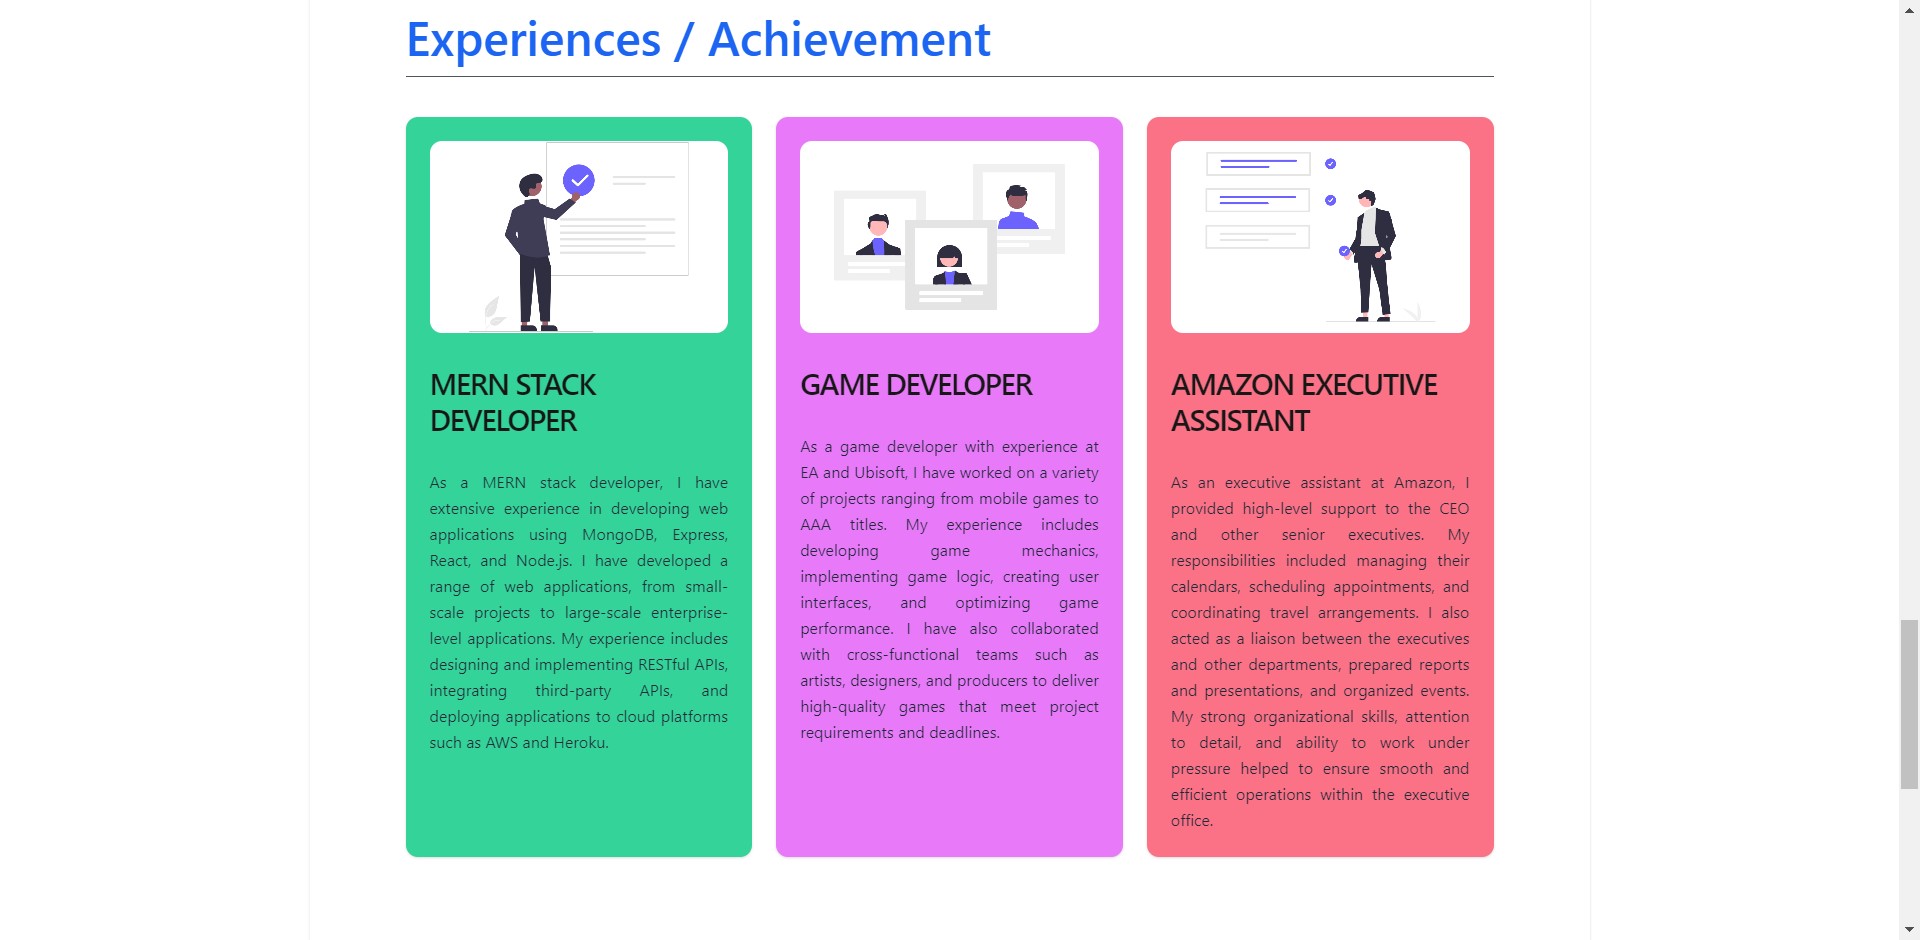 Experiences / Achievement
MERN STACK
DEVELOPER
As a MERN stack developer, I have
extensive experience in developing web
applications using MongoDB, Express,
React, and Node.js. I have developed a
range of web applications, from small-
scale projects to large-scale enterprise-
level applications. My experience includes
designing and implementing RESTful APIs,
integrating third-party APIs, and
deploying applications to cloud platforms
such as AWS and Heroku.
GAME DEVELOPER
As a game developer with experience at
EA and Ubisoft, I have worked on a variety
of projects ranging from mobile games to
AAA titles. My experience includes
developing game mechanics,
implementing game logic, creating user
interfaces, and optimizing game
performance. I have also collaborated
with cross-functional teams such as
artists, designers, and producers to deliver
high-quality games that meet project
requirements and deadlines.
AMAZON EXECUTIVE
ASSISTANT
As an executive assistant at Amazon, I
provided high-level support to the CEO
and other senior executives. My
responsibilities included managing their
calendars, scheduling appointments, and
coordinating travel arrangements. I also
acted as a liaison between the executives
and other departments, prepared reports
and presentations, and organized events.
My strong organizational skills, attention
to detail, and ability to work under
pressure helped to ensure smooth and
efficient operations within the executive
office.